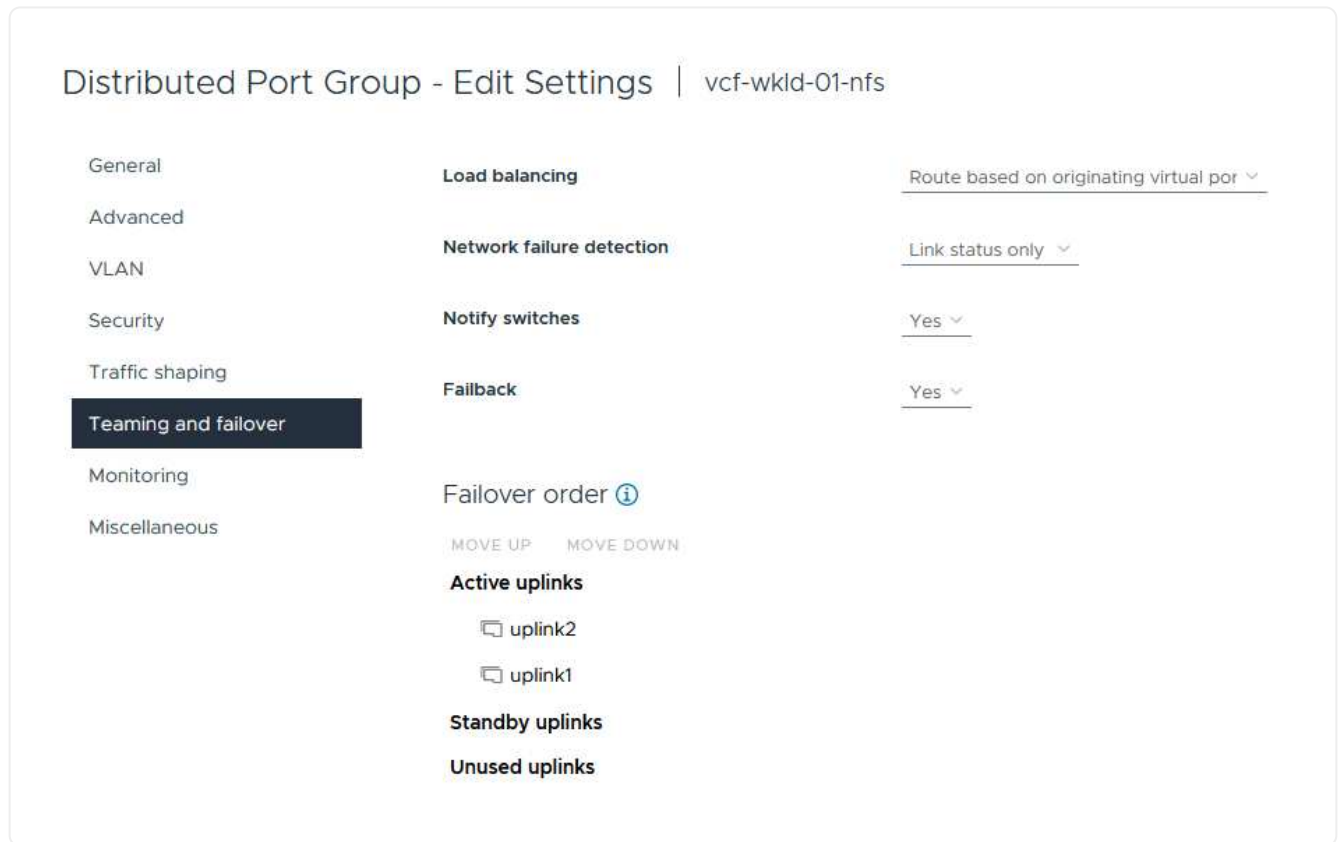 Distributed Port Group - Edit Settings | vcf-wkld-01-nfs
General
Advanced
VLAN
Security
Traffic shaping
Teaming and failover
Monitoring
Miscellaneous
Load balancing Route based on originating virtual por
Network failure detection Link status only
Notify switches Yes
Failback Yes
Failover order
MOVE UP MOVE DOWN
Active uplinks
uplink2
uplink1
Standby uplinks
Unused uplinks